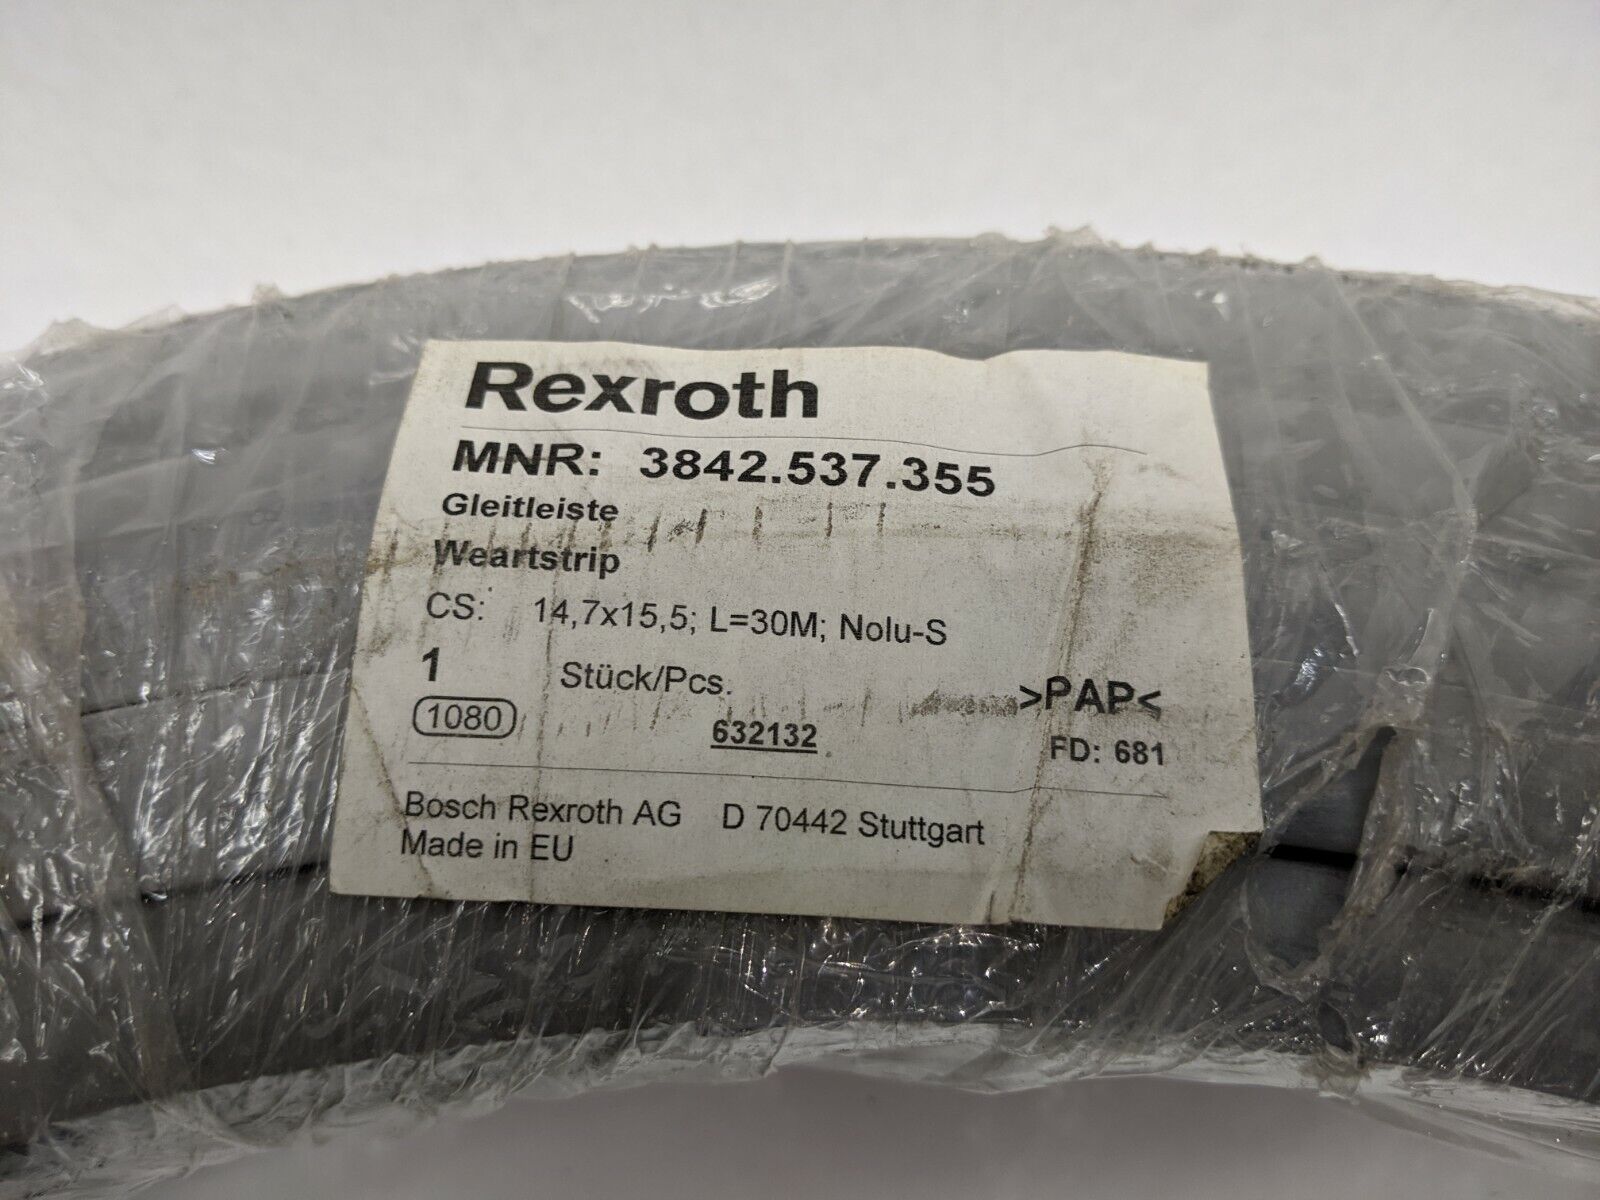 Rexroth
MNR: 3842.537.355
Gleitleiste
Weartstrip
CS: 14,7x15,5; L=30M; Nolu-S
1 Stück/Pcs.
>PAP<
1080 632132 FD: 681
Bosch Rexroth AG D 70442 Stuttgart
Made in EU